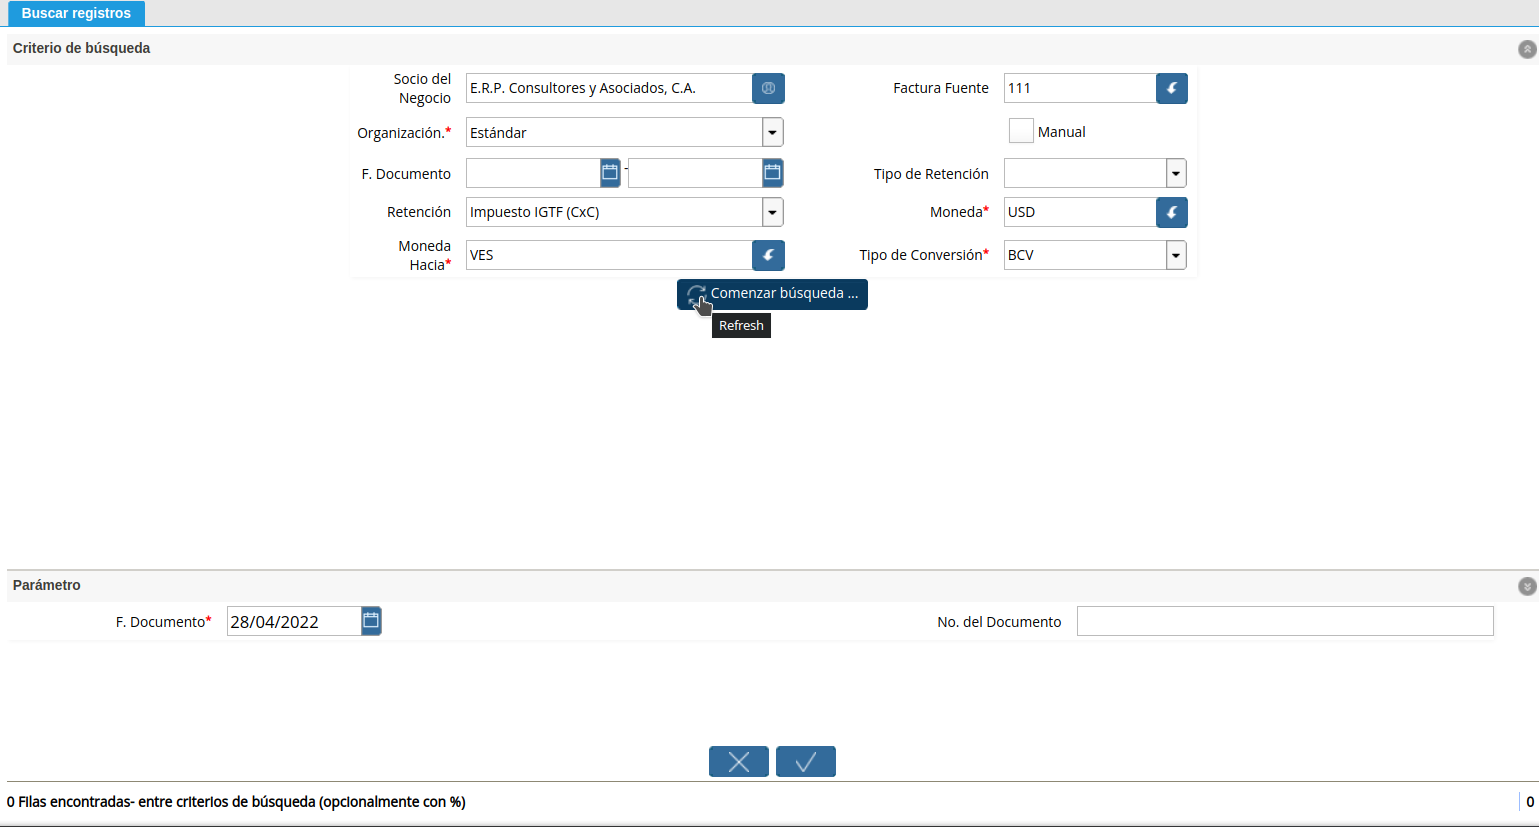 Buscar registros
Criterio de búsqueda
Socio del Negocio E.R.P. Consultores y Asociados, C.A. Factura Fuente 111
Organización.* Estándar Manual
F. Documento - Tipo de Retención
Retención Impuesto IGTF (CxC) Moneda* USD
Moneda Hacia* VES Tipo de Conversión* BCV
Comenzar búsqueda ...
Refresh
Parámetro
F. Documento* 28/04/2022 No. del Documento
0 Filas encontradas- entre criterios de búsqueda (opcionalmente con %) 0